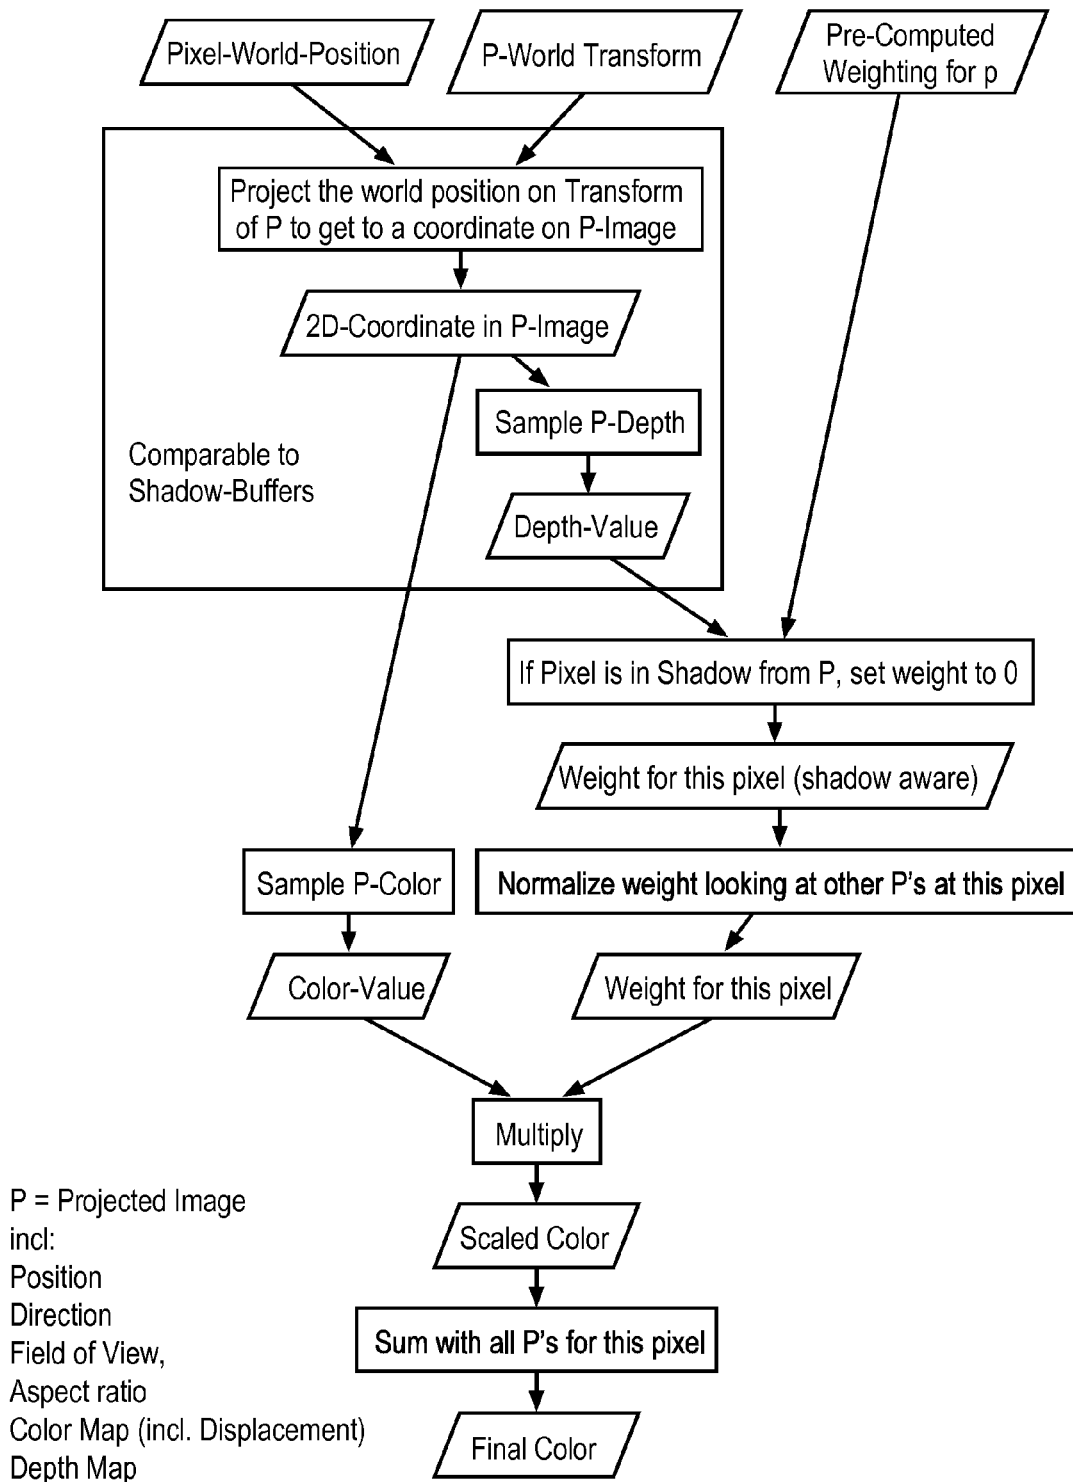 Pixel-World-Position
P-World Transform
Pre-Computed
Weighting for p
Project the world position on Transform
of P to get to a coordinate on P-Image
2D-Coordinate in P-Image
Sample P-Depth
Comparable to
Shadow-Buffers
Depth-Value
If Pixel is in Shadow from P, set weight to 0
Weight for this pixel (shadow aware)
Sample P-Color
Normalize weight looking at other P's at this pixel
Color-Value
Weight for this pixel
Multiply
Scaled Color
Sum with all P's for this pixel
Final Color
P = Projected Image
incl:
Position
Direction
Field of View,
Aspect ratio
Color Map (incl. Displacement)
Depth Map